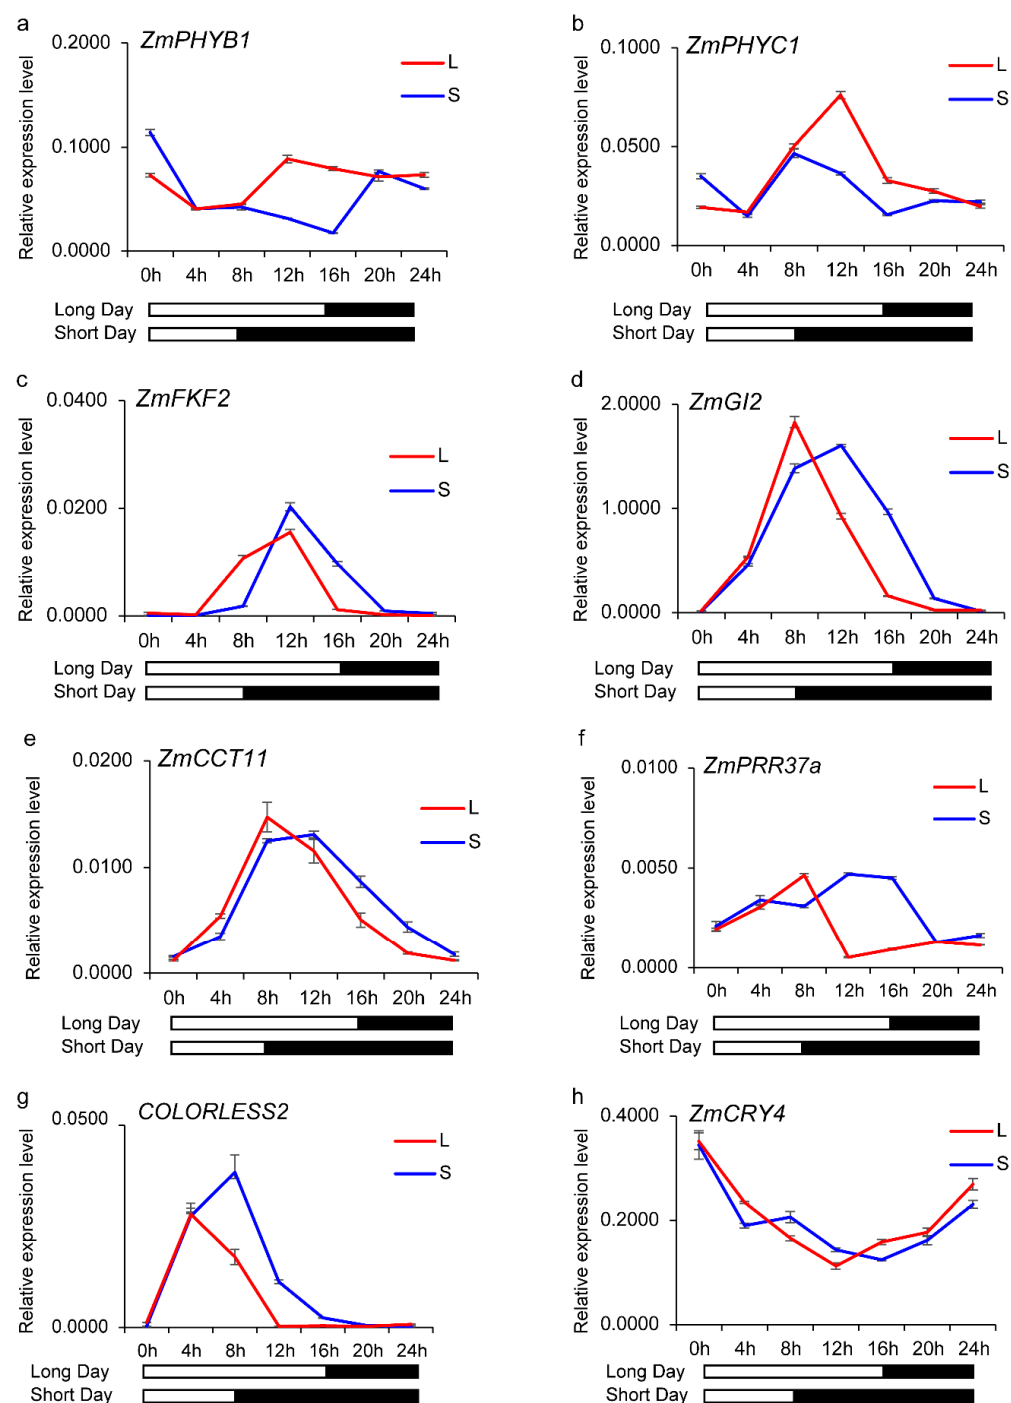 a
ZmPHYB1
Relative expression level
0.2000
0.1000
0.0000
L
S
0h 4h 8h 12h 16h 20h 24h
Long Day
Short Day
b
ZmPHYC1
Relative expression level
0.1000
0.0500
0.0000
L
S
0h 4h 8h 12h 16h 20h 24h
Long Day
Short Day
c
ZmFKF2
Relative expression level
0.0400
0.0200
0.0000
L
S
0h 4h 8h 12h 16h 20h 24h
Long Day
Short Day
d
ZmGI2
Relative expression level
2.0000
1.0000
0.0000
L
S
0h 4h 8h 12h 16h 20h 24h
Long Day
Short Day
e
ZmCCT11
Relative expression level
0.0200
0.0100
0.0000
L
S
0h 4h 8h 12h 16h 20h 24h
Long Day
Short Day
f
ZmPRR37a
Relative expression level
0.0100
0.0050
0.0000
L
S
0h 4h 8h 12h 16h 20h 24h
Long Day
Short Day
g
COLORLESS2
Relative expression level
0.0500
0.0000
L
S
0h 4h 8h 12h 16h 20h 24h
Long Day
Short Day
h
ZmCRY4
Relative expression level
0.4000
0.2000
0.0000
L
S
0h 4h 8h 12h 16h 20h 24h
Long Day
Short Day